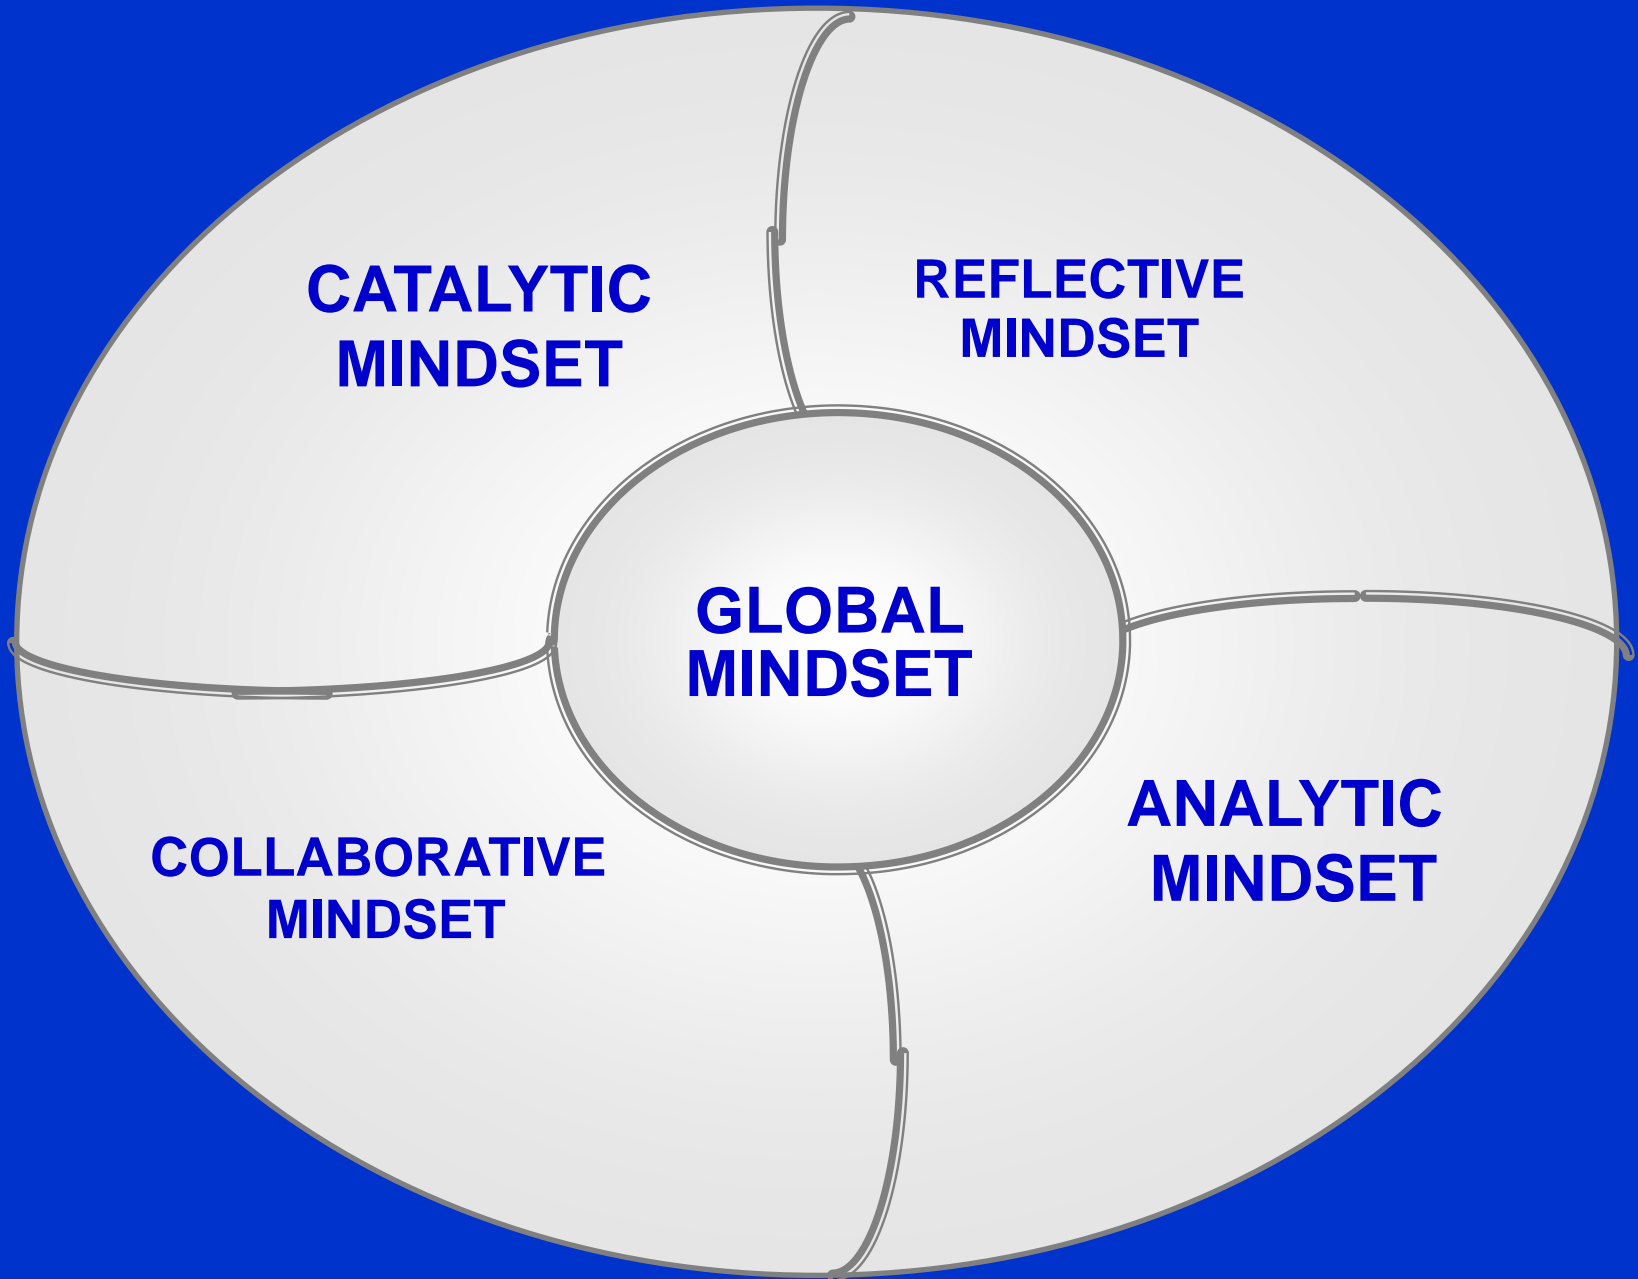 CATALYTIC
MINDSET
REFLECTIVE
MINDSET
GLOBAL
MINDSET
COLLABORATIVE
MINDSET
ANALYTIC
MINDSET